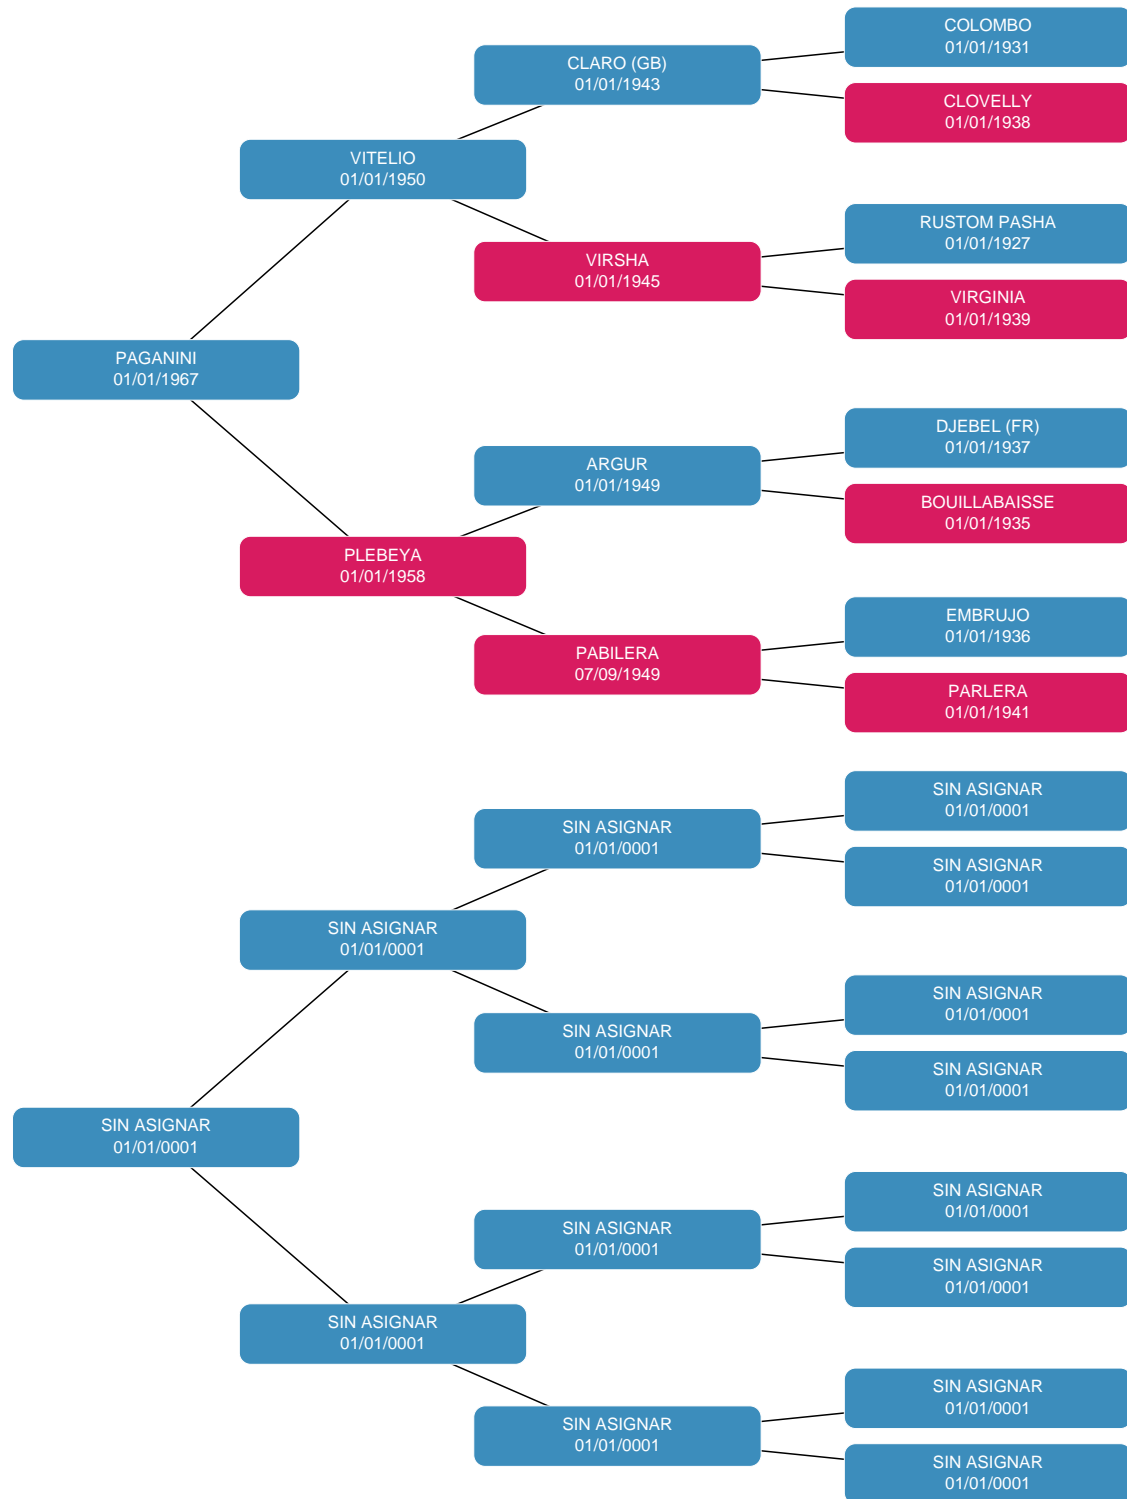 COLOMBO
01/01/1931
CLARO (GB)
01/01/1943
CLOVELLY
01/01/1938
VITELIO
01/01/1950
RUSTOM PASHA
01/01/1927
VIRSHA
01/01/1945
VIRGINIA
01/01/1939
PAGANINI
01/01/1967
DJEBEL (FR)
01/01/1937
ARGUR
01/01/1949
BOUILLABAISSE
01/01/1935
PLEBEYA
01/01/1958
EMBRUJO
01/01/1936
PABILERA
07/09/1949
PARLERA
01/01/1941
SIN ASIGNAR
01/01/0001
SIN ASIGNAR
01/01/0001
SIN ASIGNAR
01/01/0001
SIN ASIGNAR
01/01/0001
SIN ASIGNAR
01/01/0001
SIN ASIGNAR
01/01/0001
SIN ASIGNAR
01/01/0001
SIN ASIGNAR
01/01/0001
SIN ASIGNAR
01/01/0001
SIN ASIGNAR
01/01/0001
SIN ASIGNAR
01/01/0001
SIN ASIGNAR
01/01/0001
SIN ASIGNAR
01/01/0001
SIN ASIGNAR
01/01/0001
SIN ASIGNAR
01/01/0001